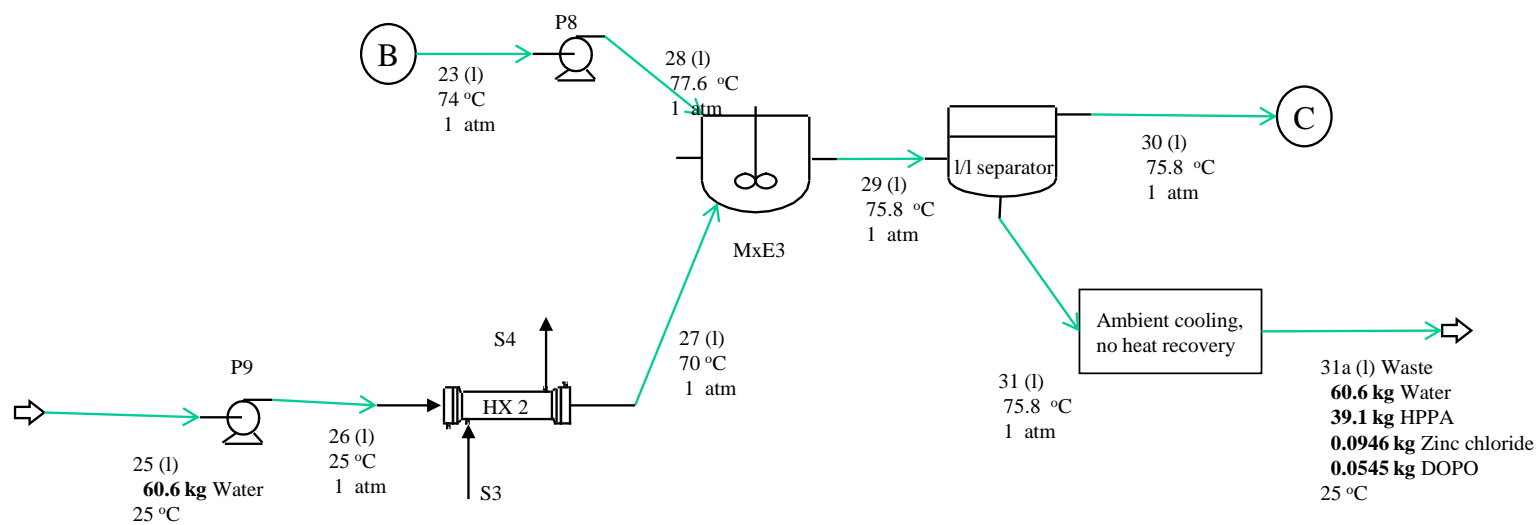 P8
B
23 (l)
74 °C
1 atm
28 (l)
77.6 °C
1 atm
MxE3
29 (l)
75.8 °C
1 atm
l/l separator
30 (l)
75.8 °C
1 atm
C
Ambient cooling,
no heat recovery
31 (l)
75.8 °C
1 atm
31a (l) Waste
60.6 kg Water
39.1 kg HPPA
0.0946 kg Zinc chloride
0.0545 kg DOPO
25 °C
27 (l)
70 °C
1 atm
S4
HX 2
S3
P9
26 (l)
25 °C
1 atm
25 (l)
60.6 kg Water
25 °C